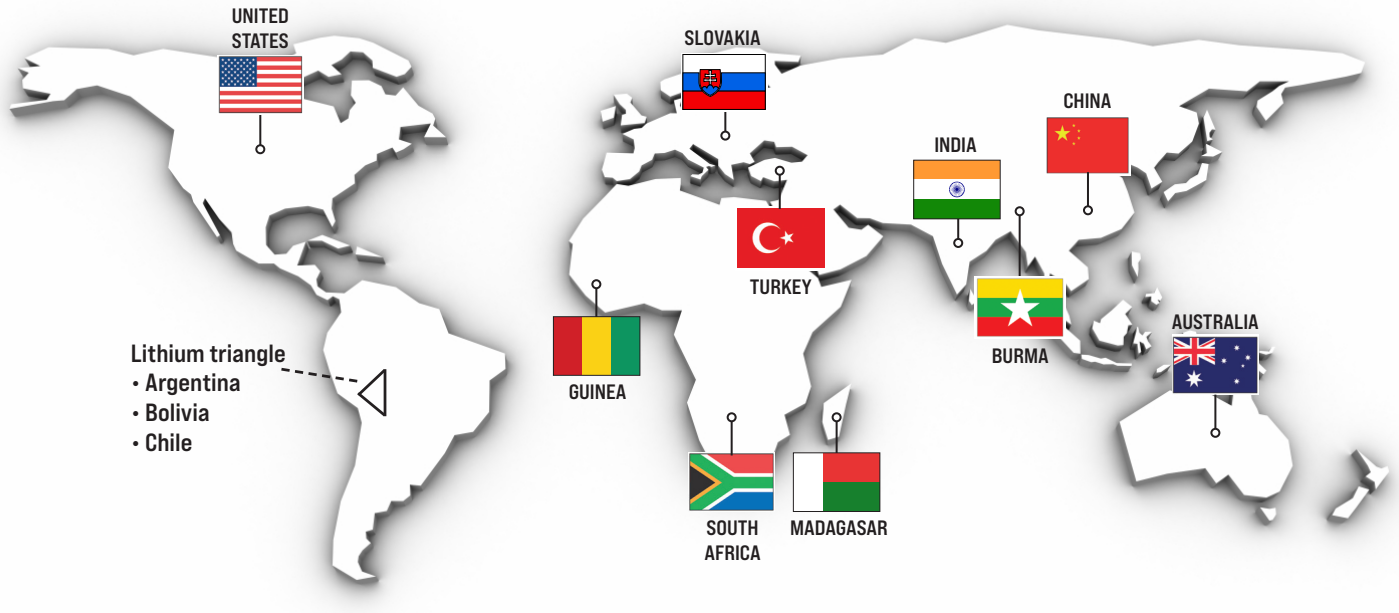 UNITED
STATES
SLOVAKIA
CHINA
INDIA
TURKEY
BURMA
AUSTRALIA
GUINEA
Lithium triangle
• Argentina
• Bolivia
• Chile
SOUTH
AFRICA
MADAGASAR